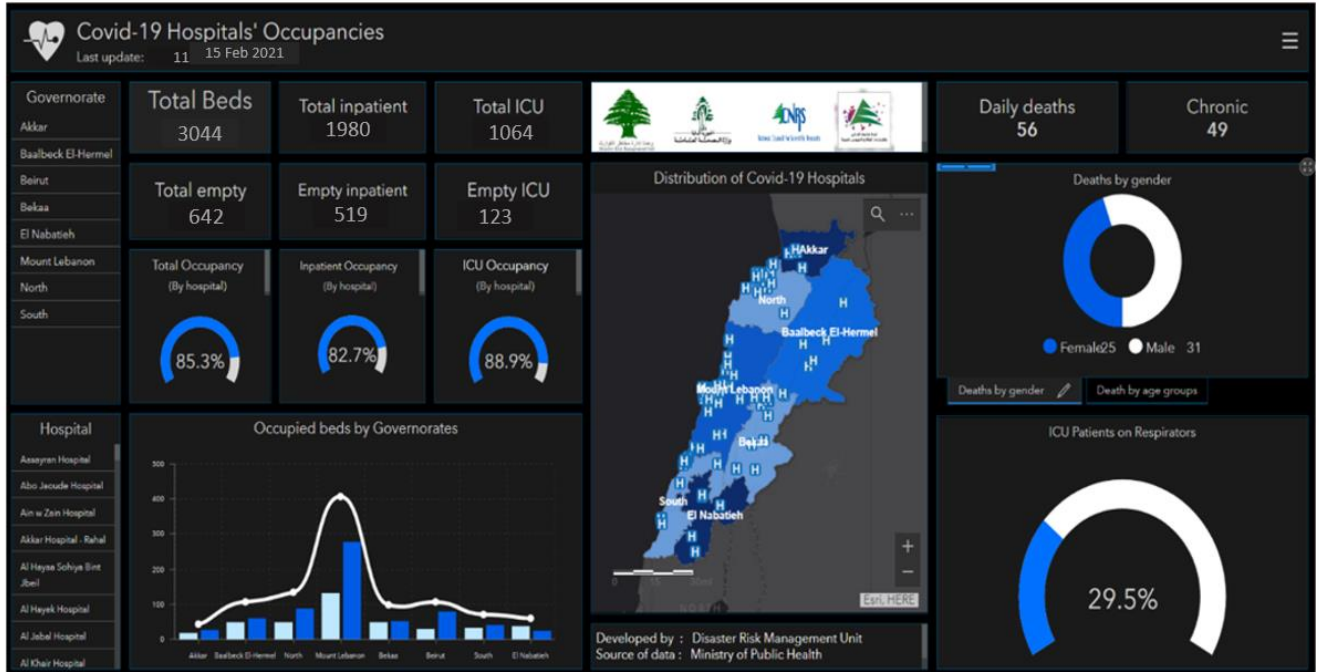 Covid-19 Hospitals' Occupancies
Last update: 11 15 Feb 2021
Governorate
Akkar
Baalbeck El-Hermel
Beirut
Bekaa
El Nabatieh
Mount Lebanon
North
South
Total Beds
3044
Total inpatient
1980
Total ICU
1064
Total empty
642
Empty inpatient
519
Empty ICU
123
Total Occupancy
(By hospital)
85.3%
Inpatient Occupancy
(By hospital)
82.7%
ICU Occupancy
(By hospital)
88.9%
CNRS
Distribution of Covid-19 Hospitals
Akkar
North
Baalbeck El-Hermel
Mount Lebanon
Bekaa
South
El Nabatieh
0 15 30mi
Esri, HERE
Developed by : Disaster Risk Management Unit
Source of data : Ministry of Public Health
Daily deaths
56
Chronic
49
Deaths by gender
Female25 Male 31
Deaths by gender
Death by age groups
ICU Patients on Respirators
29.5%
Hospital
Assayran Hospital
Abo Jaoude Hospital
Ain w Zain Hospital
Akkar Hospital - Rahal
Al Hayaa Sohiya Bint
Jbeil
Al Hayek Hospital
Al Jabal Hospital
Al Khair Hospital
Occupied beds by Governorates
500
400
300
200
100
0
Akkar Baalbeck El-Hermel North Mount Lebanon Bekaa Beirut South El Nabatieh